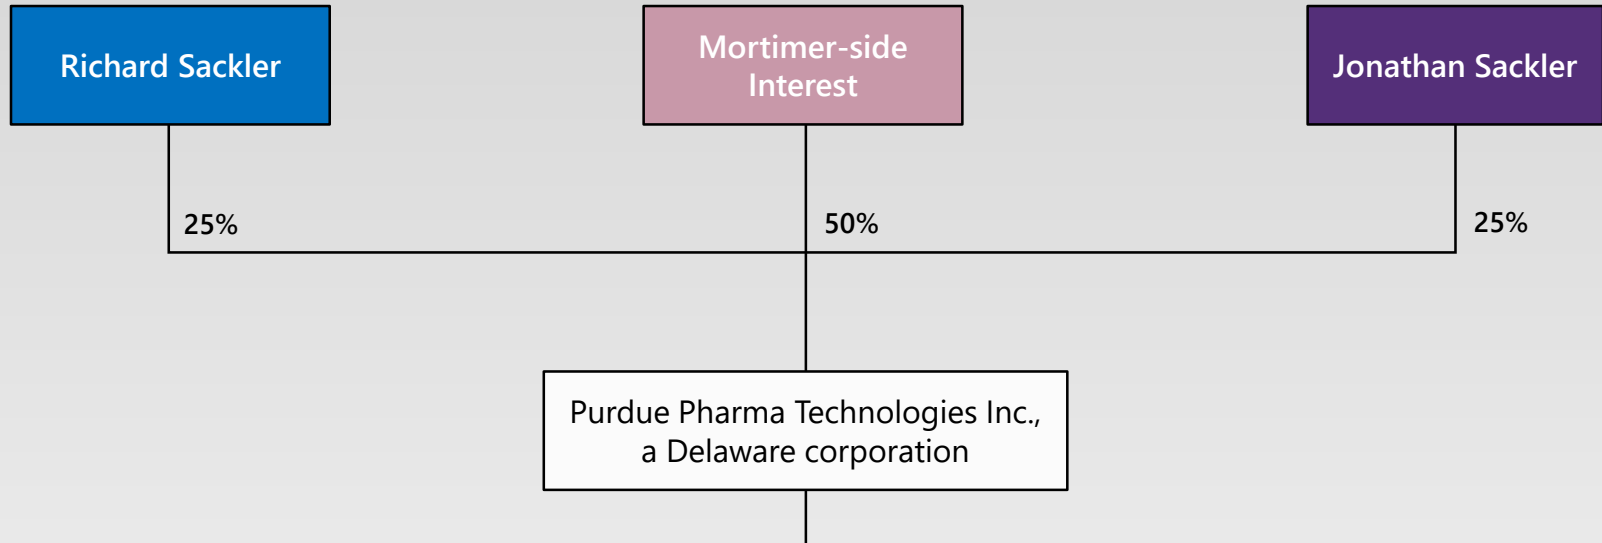 Richard Sackler
Mortimer-side
Interest
Jonathan Sackler
25%
50%
25%
Purdue Pharma Technologies Inc.,
a Delaware corporation